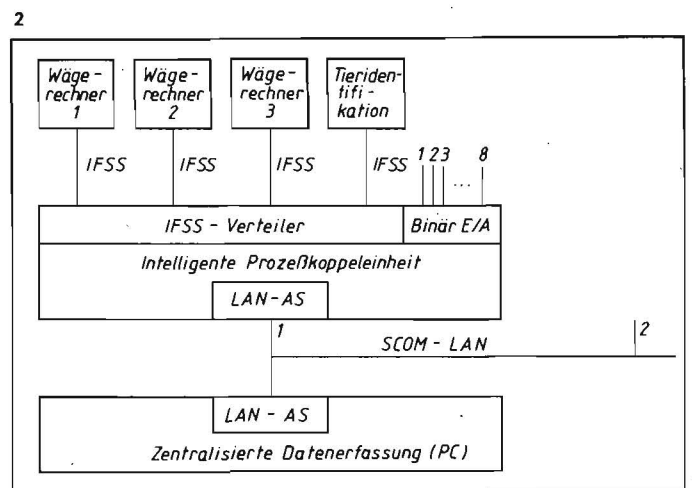 2
Wäge-
rechner
1
Wäge-
rechner
2
Wäge-
rechner
3
Tieriden-
tifi-
kation
IFSS
IFSS
IFSS
IFSS
1 2 3 ... 8
IFSS - Verteiler
Binär E/A
Intelligente Prozeßkoppeleinheit
LAN-AS
1
SCOM - LAN
2
LAN - AS
Zentralisierte Datenerfassung (PC)